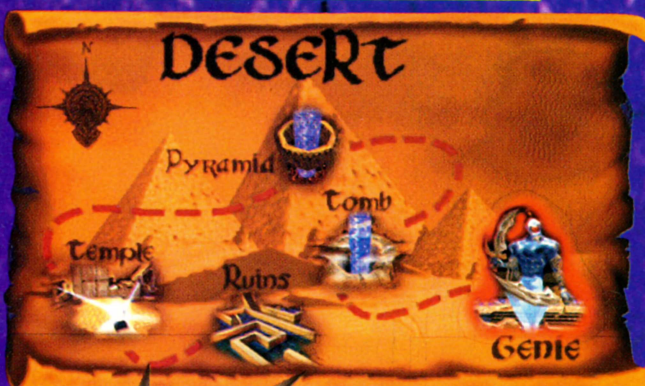 N
DESERT
Pyramid
Tomb
Temple
Ruins
GENIE